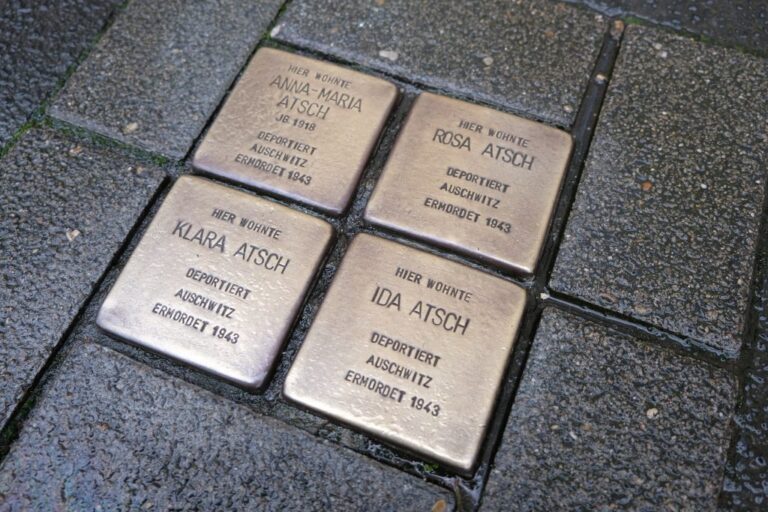 HIER WOHNTE
ANNA-MARIA
ATSCH
JG 1918
DEPORTIERT
AUSCHWITZ
ERMORDET 1943
HIER WOHNTE
ROSA ATSCH
DEPORTIERT
AUSCHWITZ
ERMORDET 1943
HIER WOHNTE
KLARA ATSCH
DEPORTIERT
AUSCHWITZ
ERMORDET 1943
HIER WOHNTE
IDA ATSCH
DEPORTIERT
AUSCHWITZ
ERMORDET 1943